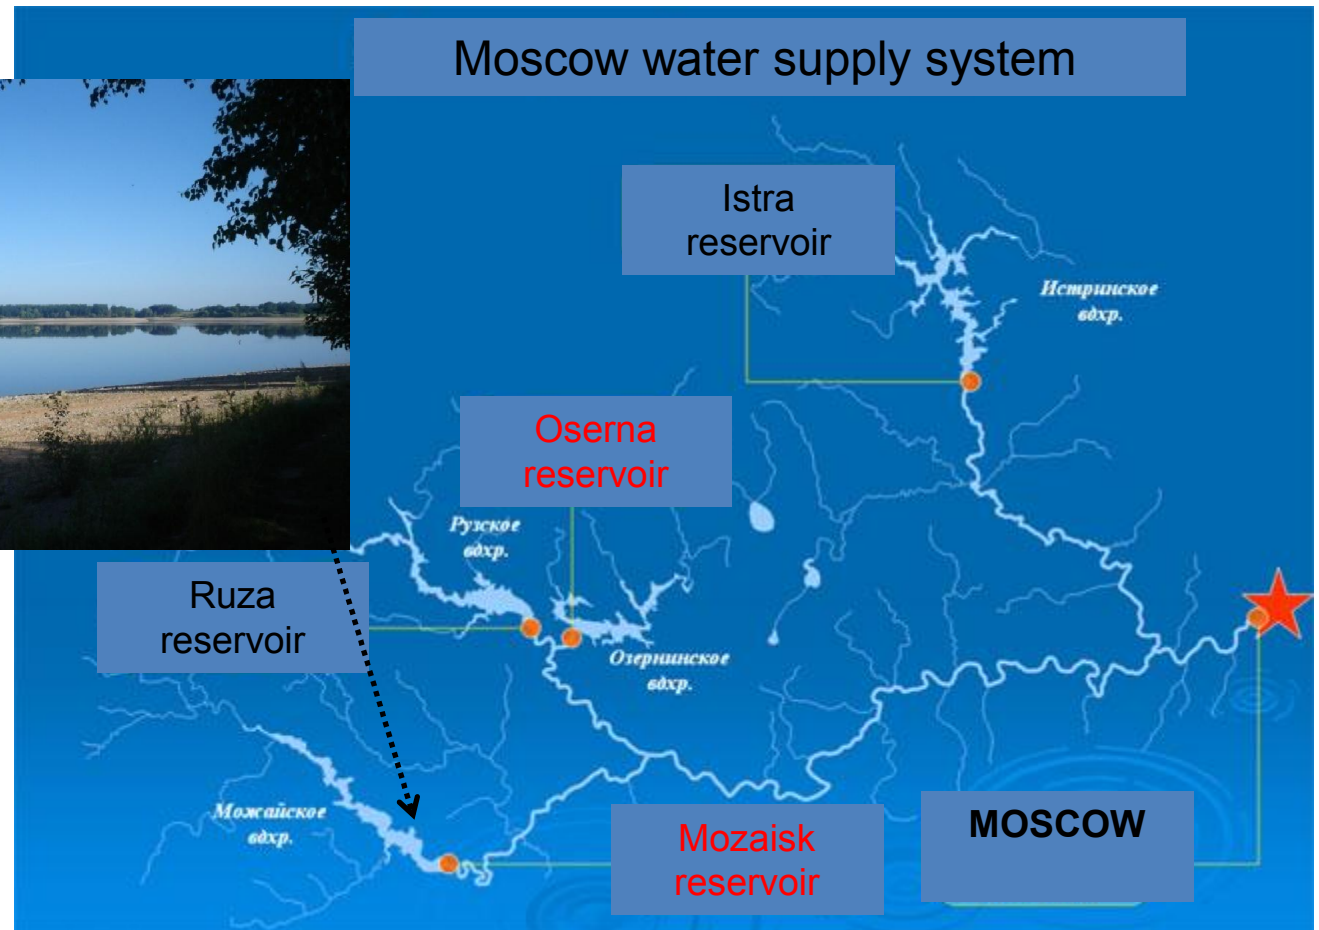 Moscow water supply system
Istra
reservoir
Истринское
вдхр.
Oserna
reservoir
Рузское
вдхр.
Ruza
reservoir
Озернинское
вдхр.
Можайское
вдхр.
Mozaisk
reservoir
MOSCOW